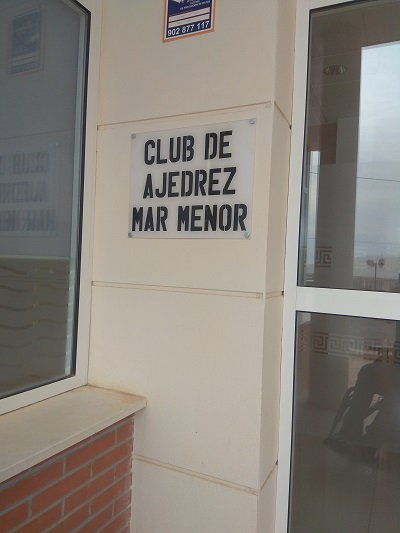 902 877 117
CLUB DE
AJEDREZ
MAR MENOR